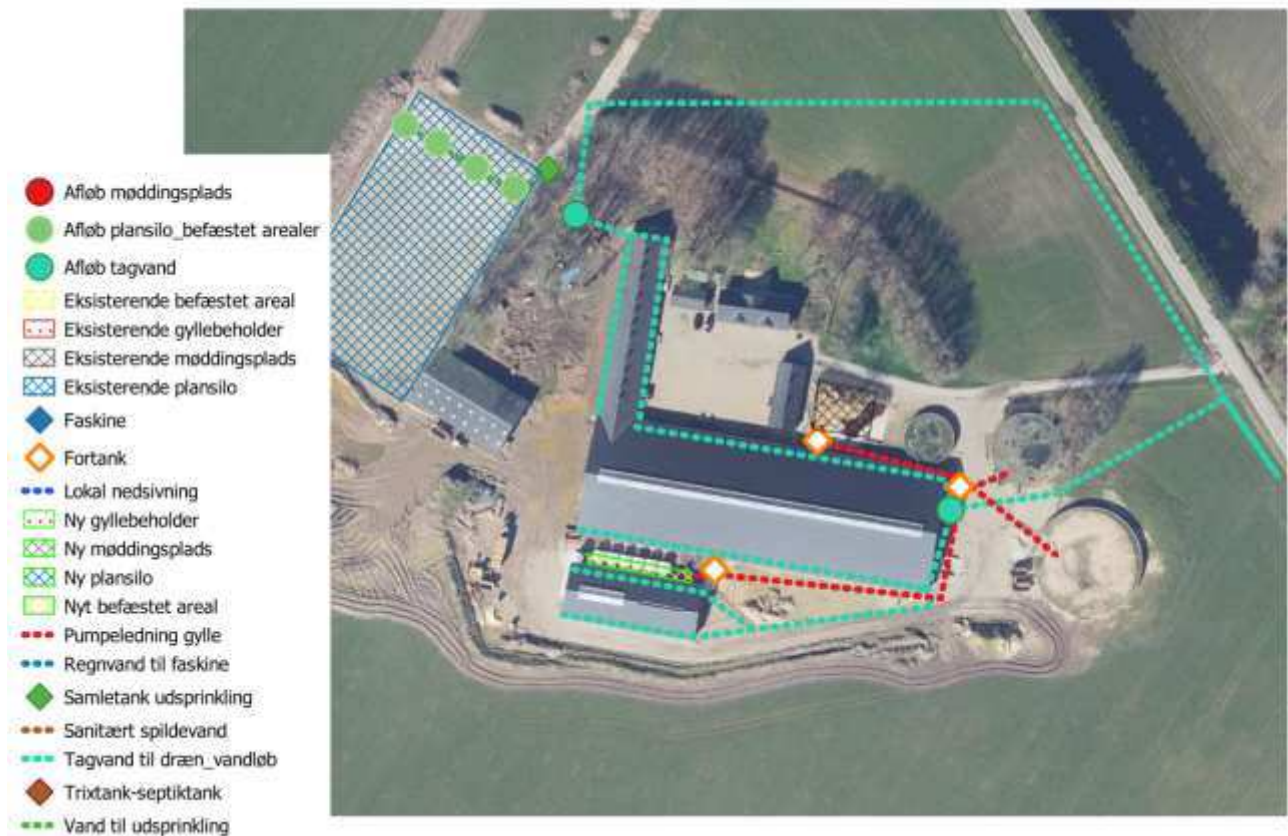 Afløb møddingsplads
Afløb plansilo_befæstet arealer
Afløb tagvand
Eksisterende befæstet areal
Eksisterende gyllebeholder
Eksisterende møddingsplads
Eksisterende plansilo
Faskine
Fortank
Lokal nedsivning
Ny gyllebeholder
Ny møddingsplads
Ny plansilo
Nyt befæstet areal
Pumpeledning gylle
Regnvand til faskine
Samletank udsprinkling
Sanitært spildevand
Tagvand til dræn_vandløb
Trixtank-septiktank
Vand til udsprinkling